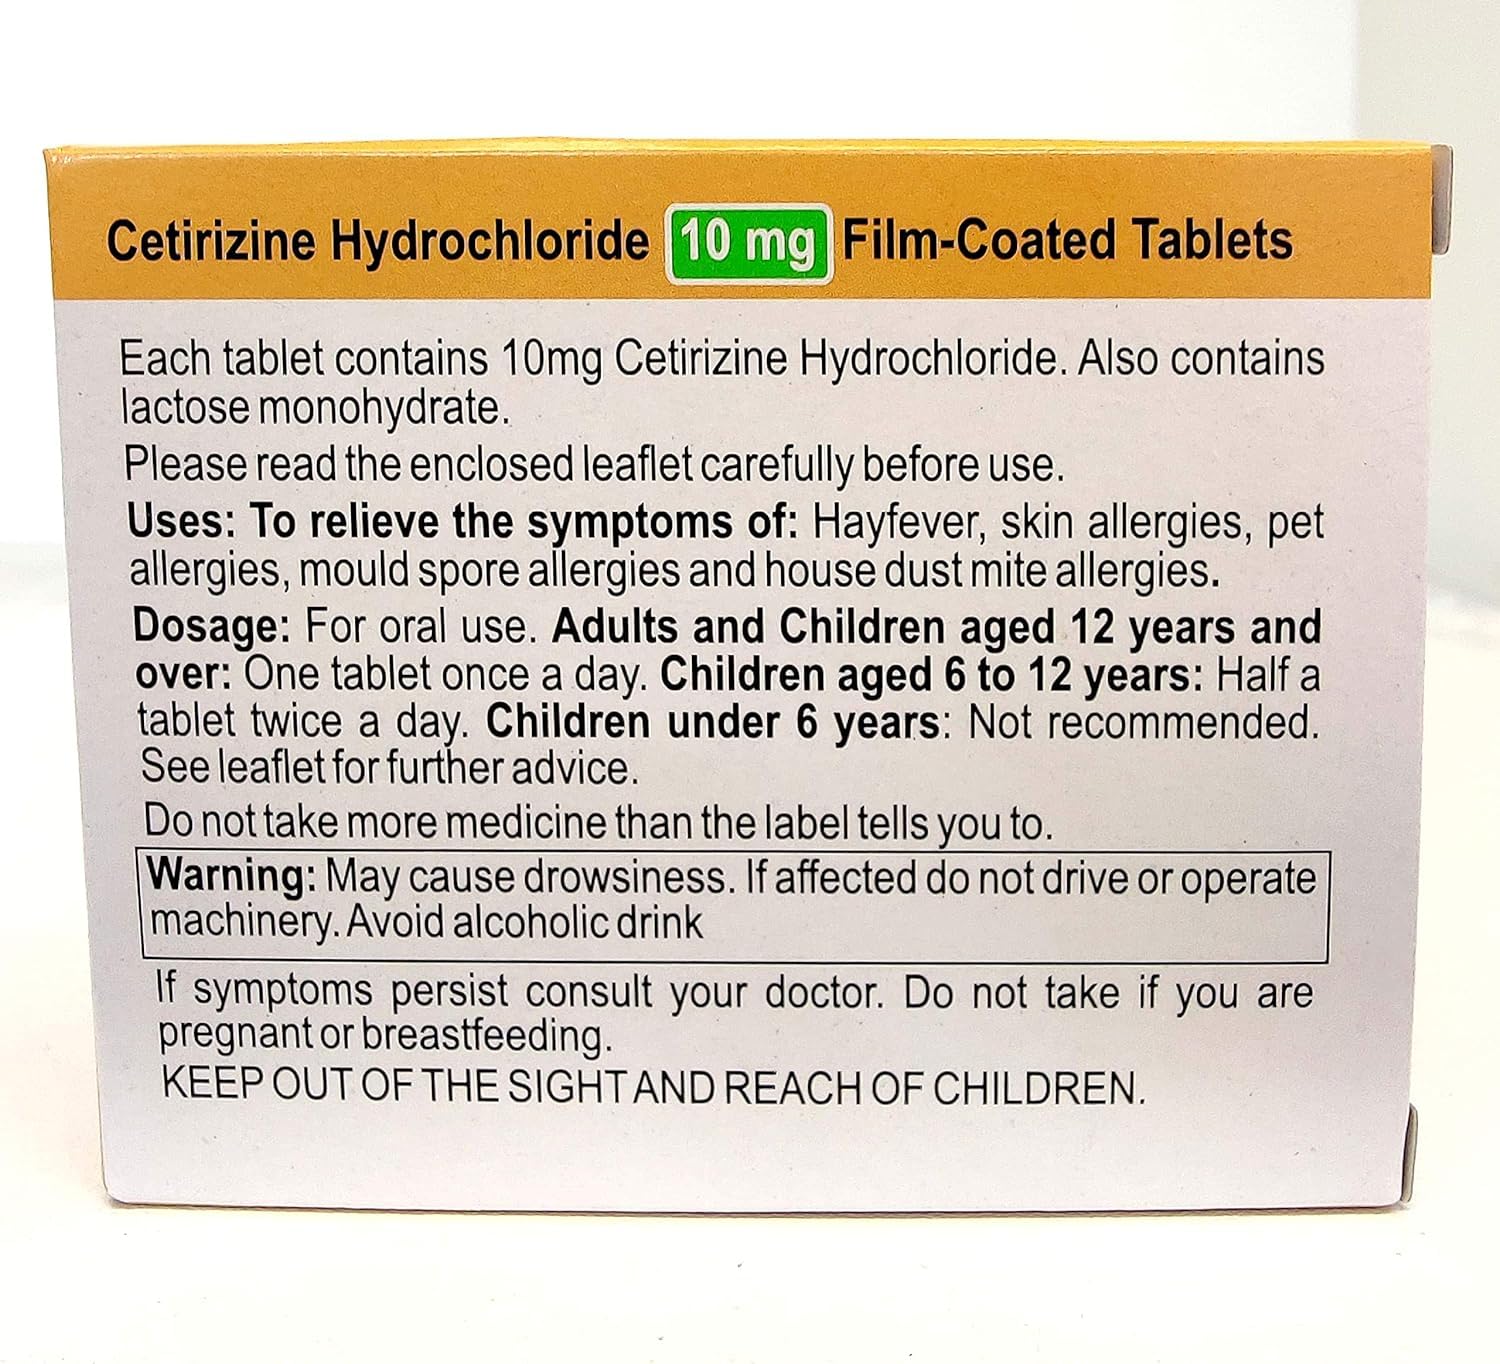 Cetirizine Hydrochloride 10 mg Film-Coated Tablets
Each tablet contains 10mg Cetirizine Hydrochloride. Also contains
lactose monohydrate.
Please read the enclosed leaflet carefully before use.
Uses: To relieve the symptoms of: Hayfever, skin allergies, pet
allergies, mould spore allergies and house dust mite allergies.
Dosage: For oral use. Adults and Children aged 12 years and
over: One tablet once a day. Children aged 6 to 12 years: Half a
tablet twice a day. Children under 6 years: Not recommended.
See leaflet for further advice.
Do not take more medicine than the label tells you to.
Warning: May cause drowsiness. If affected do not drive or operate
machinery. Avoid alcoholic drink
If symptoms persist consult your doctor. Do not take if you are
pregnant or breastfeeding.
KEEP OUT OF THE SIGHT AND REACH OF CHILDREN.